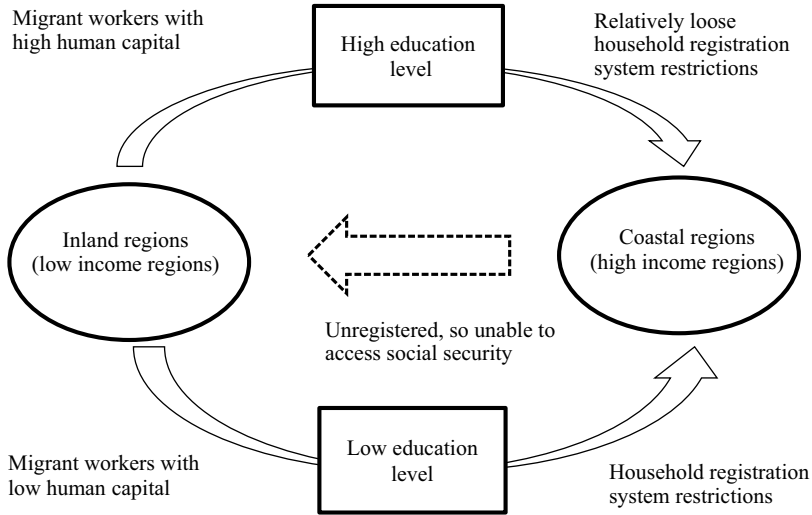 Migrant workers with
high human capital
High education
level
Relatively loose
household registration
system restrictions
Inland regions
(low income regions)
Coastal regions
(high income regions)
Unregistered, so unable to
access social security
Migrant workers with
low human capital
Low education
level
Household registration
system restrictions